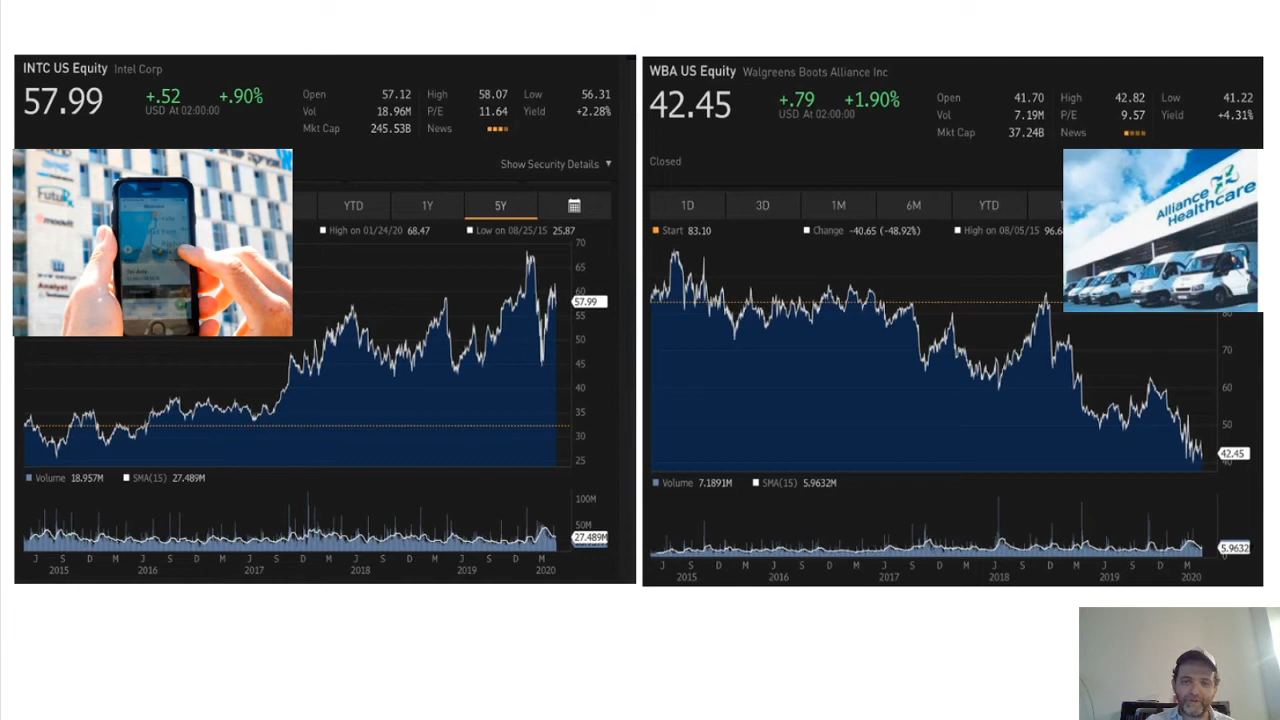 INTC US Equity Intel Corp
57.99 +.52 +.90%
USD At 02:00:00
Open 57.12 High 58.07 Low 56.31
Vol 18.96M P/E 11.64 Yield +2.28%
Mkt Cap 245.53B News
Show Security Details
YTD 1Y 5Y
High on 01/24/20 68.47 Low on 08/25/15 25.87
70
65
60
57.99
55
50
45
40
35
30
25
Volume 18.957M SMA(15) 27.489M
100M
50M
27.489M
J S D M J S D M J S D M J S D M J S D M
2015 2016 2017 2018 2019 2020
WBA US Equity Walgreens Boots Alliance Inc
42.45 +.79 +1.90%
USD At 02:00:00
Open 41.70 High 42.82 Low 41.22
Vol 7.19M P/E 9.57 Yield +4.31%
Mkt Cap 37.24B News
Closed
1D 3D 1M 6M YTD
Start 83.10 Change -40.65 (-48.92%) High on 08/05/15 96.6
80
70
60
50
42.45
40
Volume 7.1891M SMA(15) 5.9632M
5.9632
J S D M J S D M J S D M J S D M J S D M
2015 2016 2017 2018 2019 2020
Alliance
Healthcare